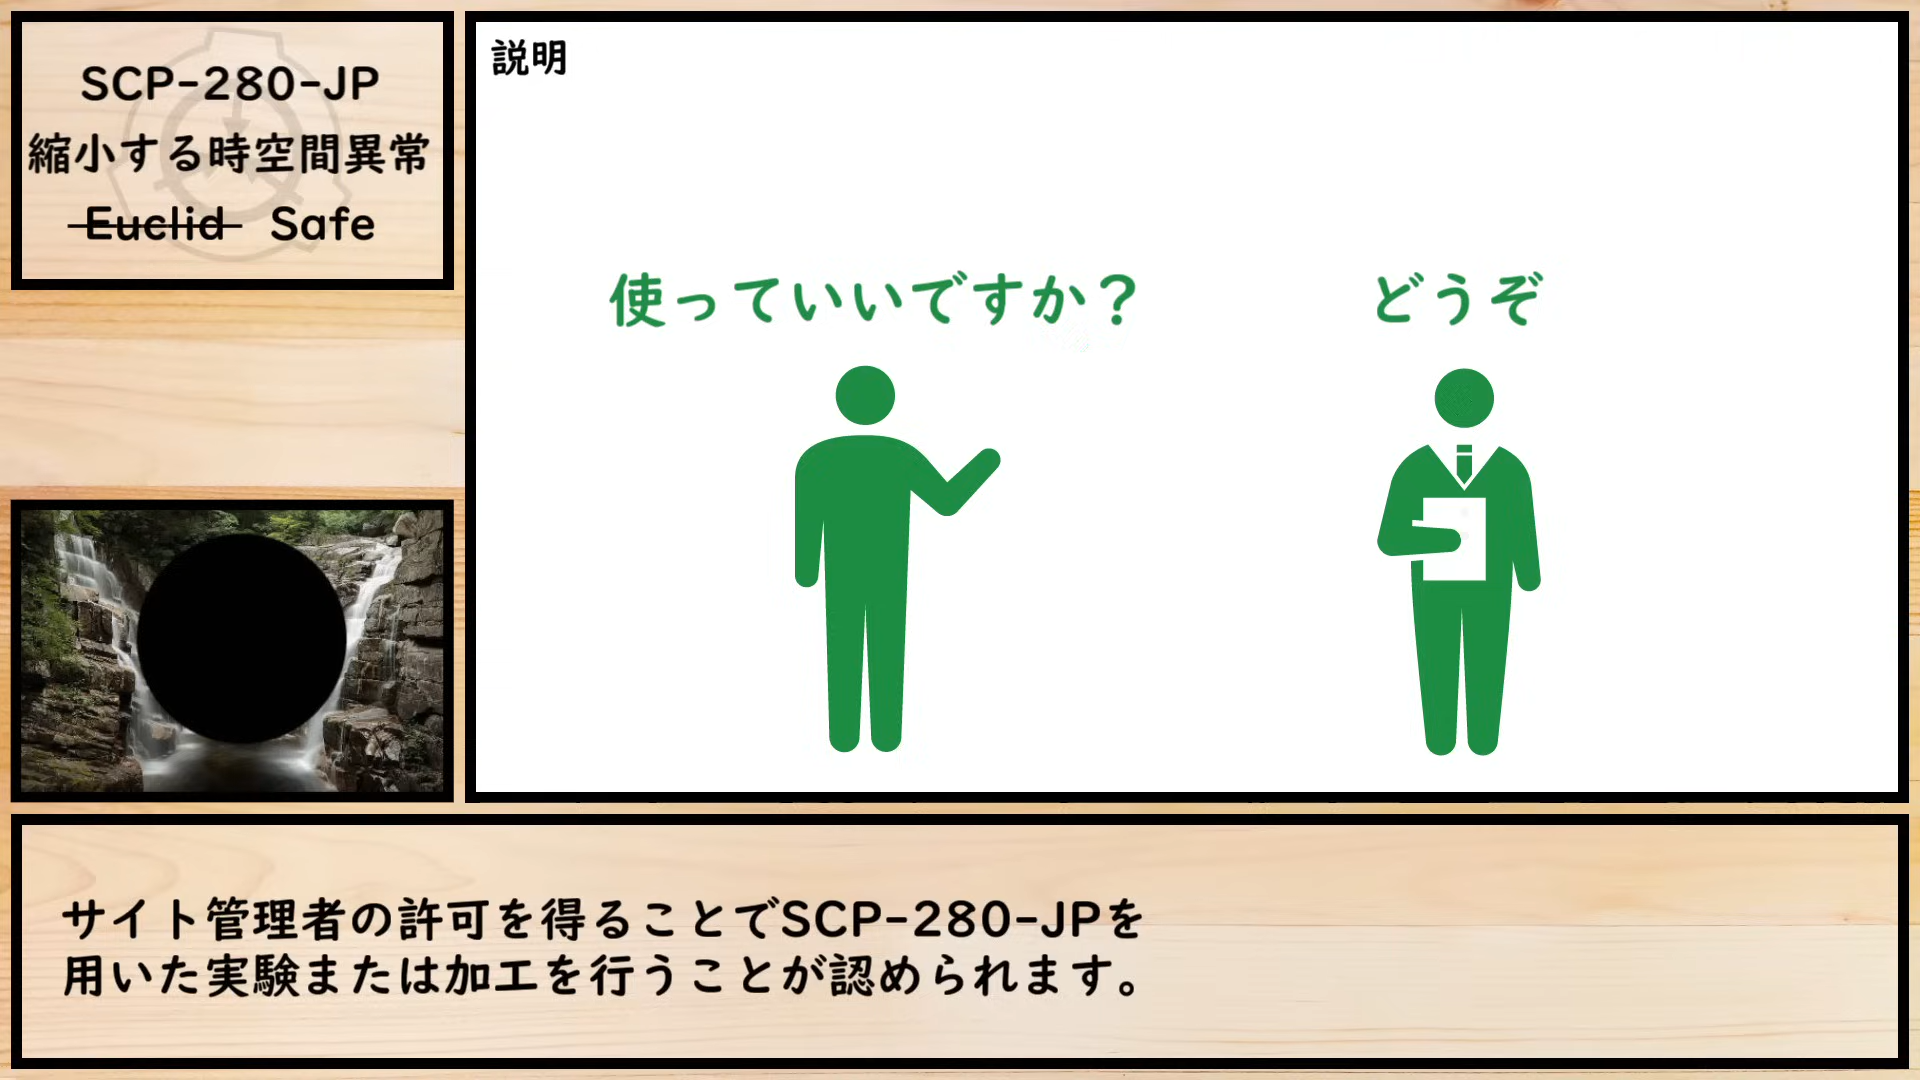 SCP-280-JP
縮小する時空間異常
Euclid Safe
説明
使っていいですか？
どうぞ
サイト管理者の許可を得ることでSCP-280-JPを
用いた実験または加工を行うことが認められます。